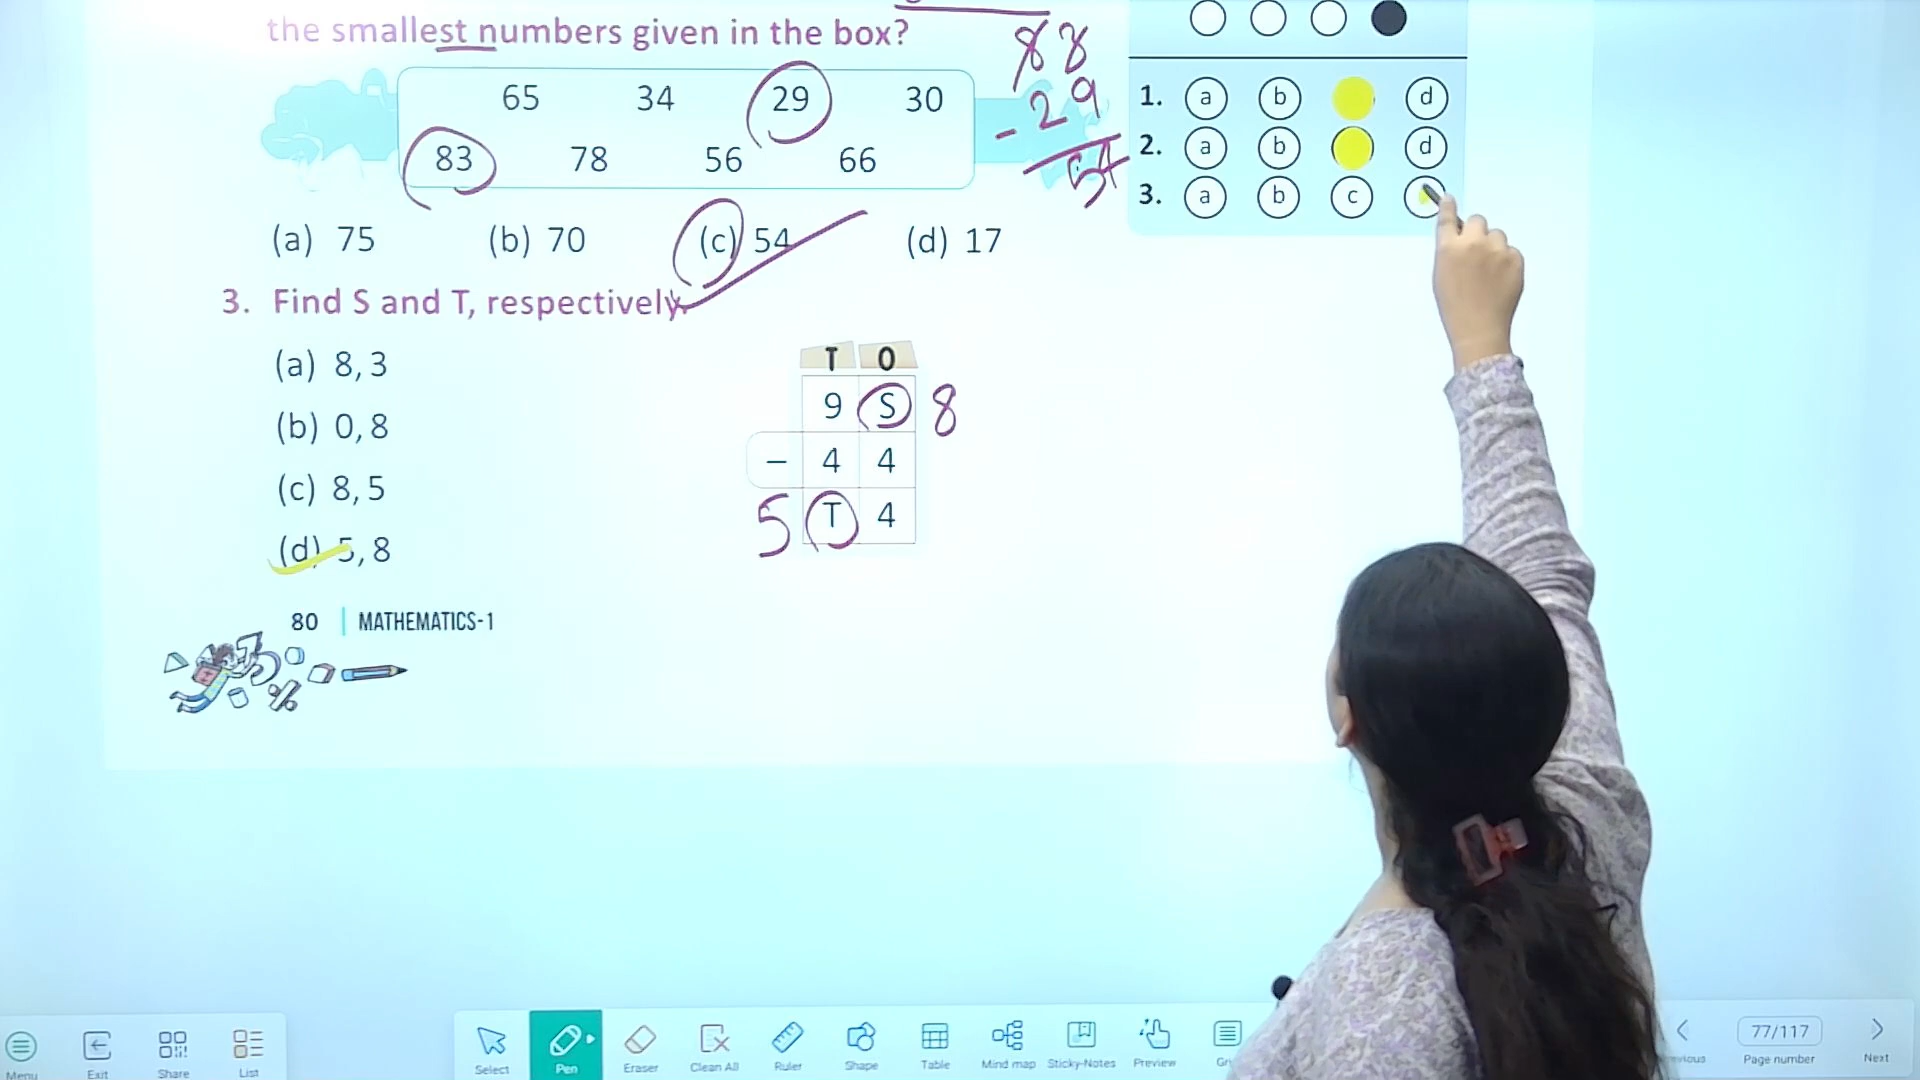 the smallest numbers given in the box?
65 34 29 30
83 78 56 66
- 29
54
1. a b d
2. a b d
3. a b c
(a) 75 (b) 70 (c) 54 (d) 17
3. Find S and T, respectively.
(a) 8, 3
(b) 0, 8
(c) 8, 5
(d) 5, 8
T O
9 S 8
- 4 4
5 T 4
80 | MATHEMATICS-1
Menu Exit Share List Select Pen Eraser Clean All Ruler Shape Table Mind map Sticky-Notes Preview
77/117
Page number Next